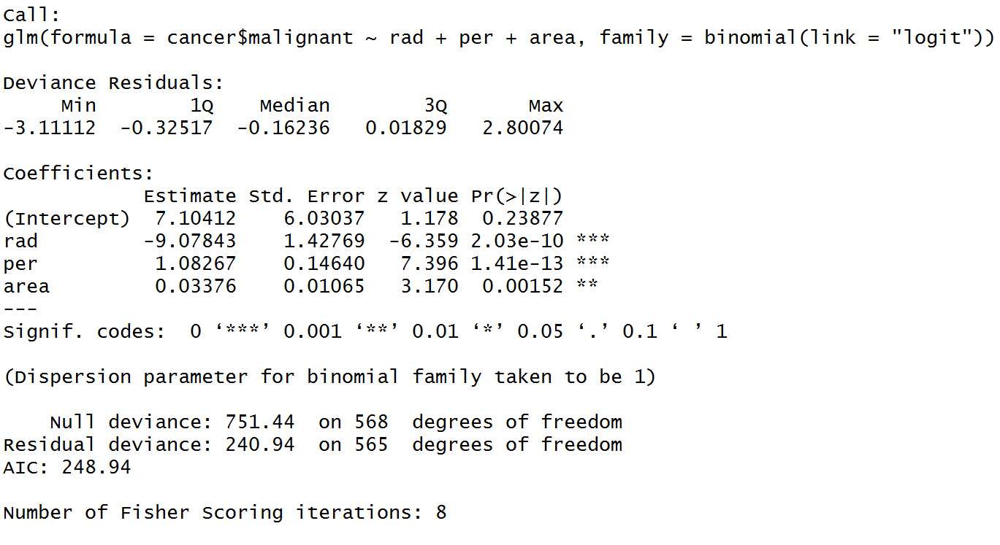 Call:
glm(formula = cancer$malignant ~ rad + per + area, family = binomial(link = "logit"))

Deviance Residuals:
     Min        1Q    Median        3Q       Max
-3.11112  -0.32517  -0.16236   0.01829   2.80074

Coefficients:
            Estimate Std. Error z value Pr(>|z|)
(Intercept)  7.10412    6.03037   1.178  0.23877
rad         -9.07843    1.42769  -6.359 2.03e-10 ***
per          1.08267    0.14640   7.396 1.41e-13 ***
area         0.03376    0.01065   3.170  0.00152 **
---
Signif. codes:  0 ‘***’ 0.001 ‘**’ 0.01 ‘*’ 0.05 ‘.’ 0.1 ‘ ’ 1

(Dispersion parameter for binomial family taken to be 1)

    Null deviance: 751.44  on 568  degrees of freedom
Residual deviance: 240.94  on 565  degrees of freedom
AIC: 248.94

Number of Fisher Scoring iterations: 8